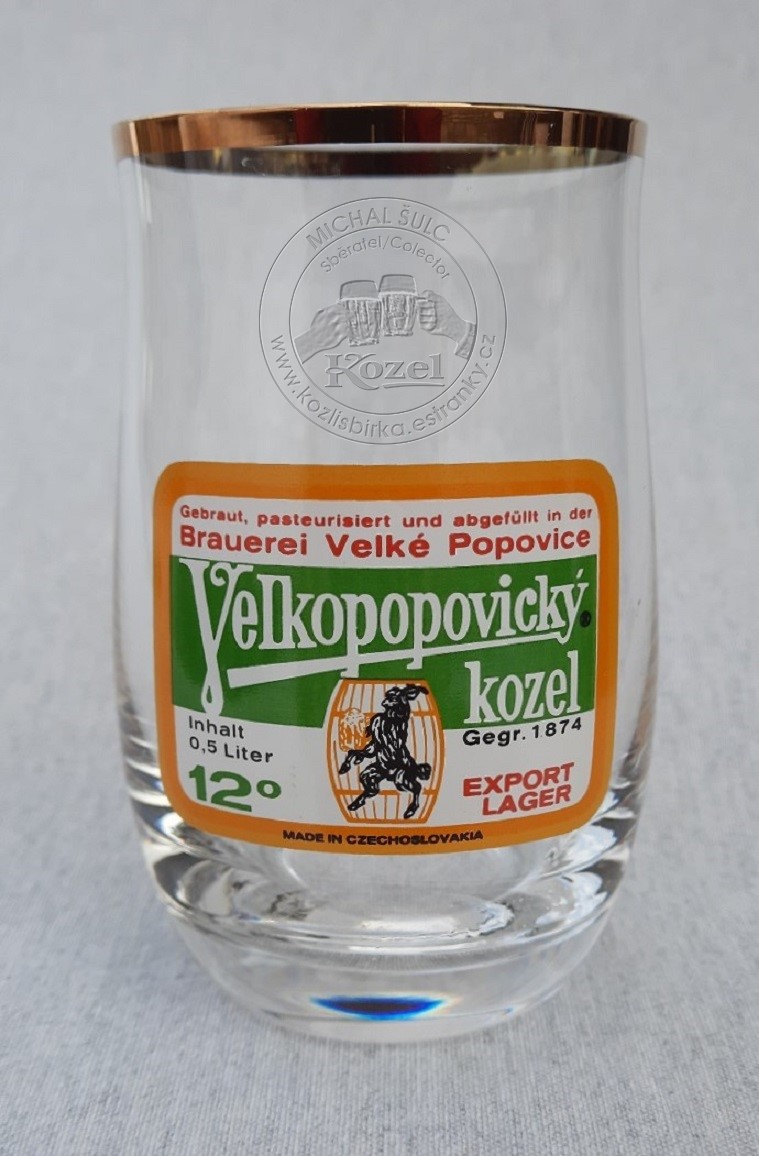 MICHAL ŠULC
Sběratel/Colector
Kozel
www.kozlisbirka.estranky.cz
Gebraut, pasteurisiert und abgefüllt in der
Brauerei Velké Popovice
Velkopopovický®
kozel
Inhalt
0,5 Liter
12°
Gegr. 1874
EXPORT
LAGER
MADE IN CZECHOSLOVAKIA